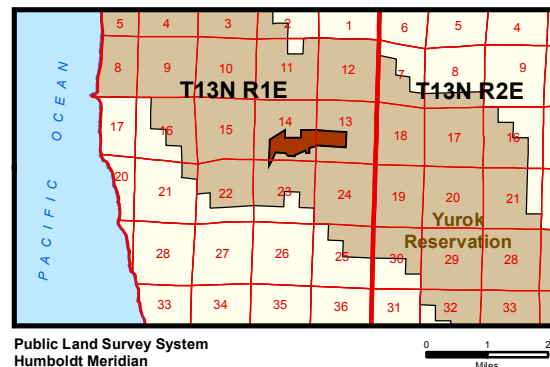 5 4 3 2 1 6 5 4
8 9 10 11 12 7 8 9
T13N R1E T13N R2E
17 16 15 14 13 18 17 16
20 21 22 23 24 19 20 21
Yurok
Reservation
28 27 26 25 30 29 28
33 34 35 36 31 32 33
PACIFIC OCEAN
Public Land Survey System
Humboldt Meridian
0 1 2
Miles